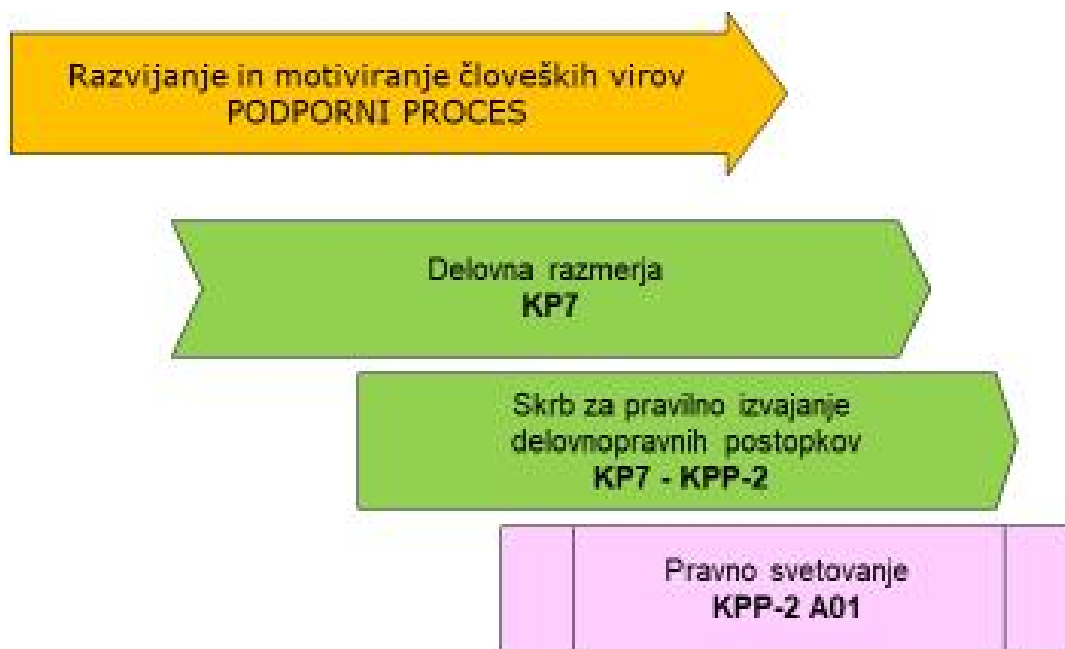 Razvijanje in motiviranje človeških virov
PODPORNI PROCES
Delovna razmerja
KP7
Skrb za pravilno izvajanje
delovnopravnih postopkov
KP7 - KPP-2
Pravno svetovanje
KPP-2 A01